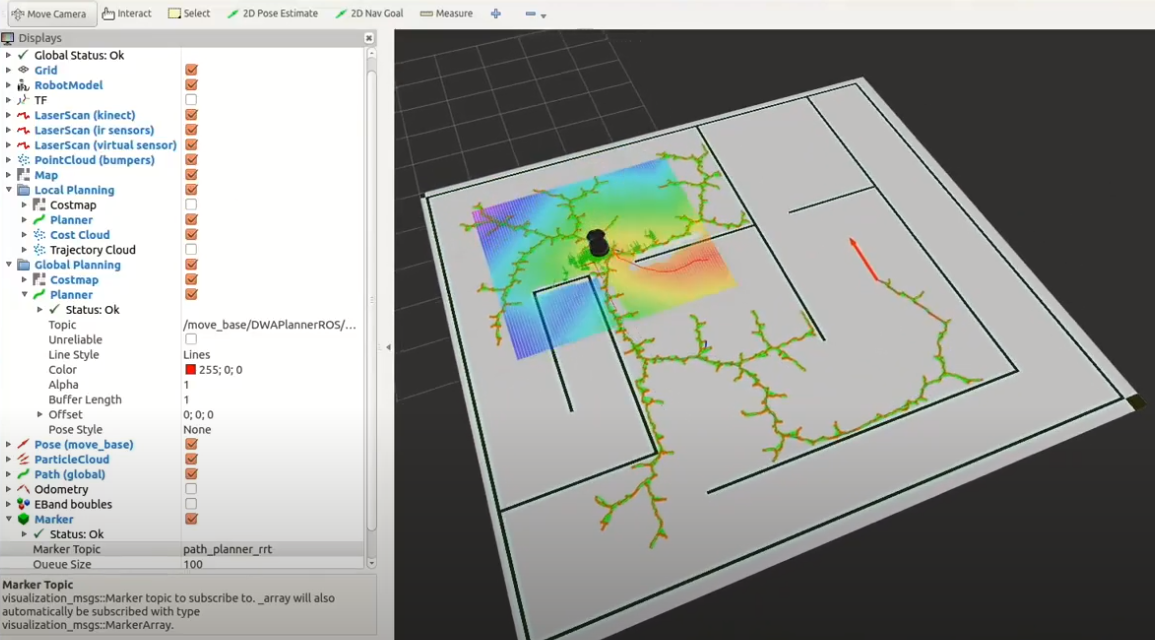 Move Camera Interact Select 2D Pose Estimate 2D Nav Goal Measure
Displays
Global Status: Ok
Grid
RobotModel
TF
LaserScan (kinect)
LaserScan (ir sensors)
LaserScan (virtual sensor)
PointCloud (bumpers)
Map
Local Planning
Costmap
Planner
Cost Cloud
Trajectory Cloud
Global Planning
Costmap
Planner
Status: Ok
Topic /move_base/DWAPlannerROS/...
Unreliable
Line Style Lines
Color 255; 0; 0
Alpha 1
Buffer Length 1
Offset 0; 0; 0
Pose Style None
Pose (move_base)
ParticleCloud
Path (global)
Odometry
EBand boubles
Marker
Status: Ok
Marker Topic path_planner_rrt
Queue Size 100
Marker Topic
visualization_msgs::Marker topic to subscribe to. _array will also
automatically be subscribed with type
visualization_msgs::MarkerArray.